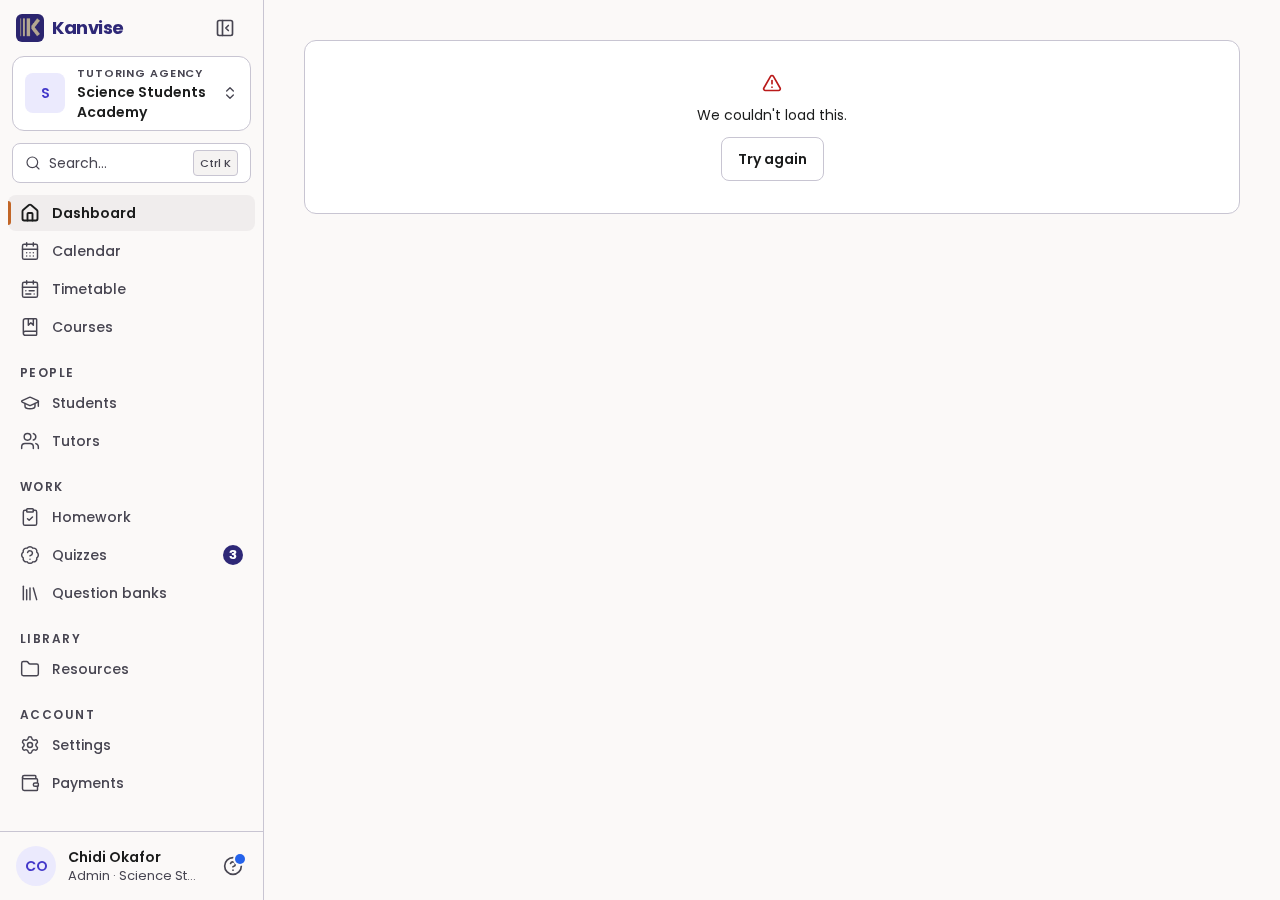 Kanvise
TUTORING AGENCY
S
Science Students
Academy
Search...
Ctrl K
Dashboard
Calendar
Timetable
Courses
PEOPLE
Students
Tutors
WORK
Homework
Quizzes
3
Question banks
LIBRARY
Resources
ACCOUNT
Settings
Payments
CO
Chidi Okafor
Admin · Science St...
We couldn't load this.
Try again